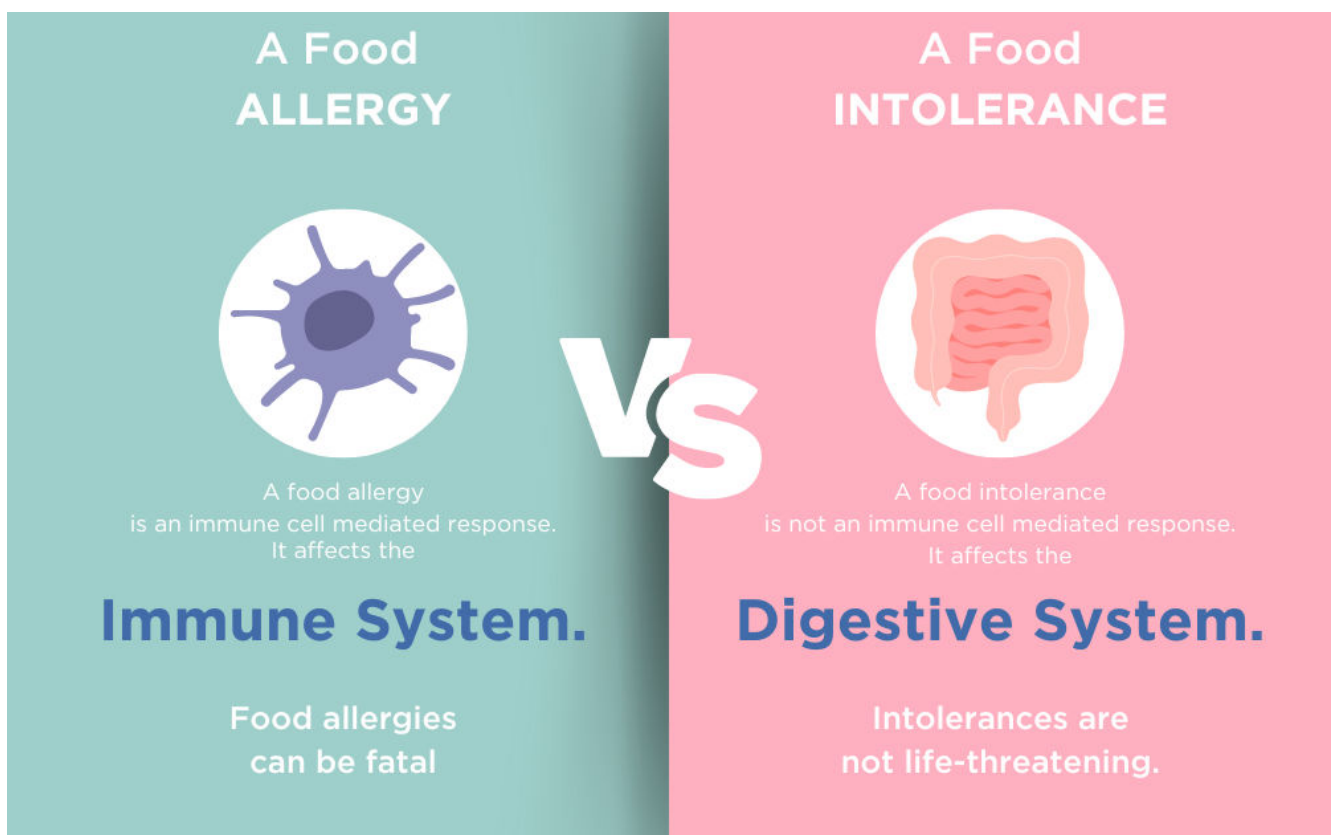 A Food
ALLERGY
A food allergy
is an immune cell mediated response.
It affects the
Immune System.
Food allergies
can be fatal
VS
A Food
INTOLERANCE
A food intolerance
is not an immune cell mediated response.
It affects the
Digestive System.
Intolerances are
not life-threatening.